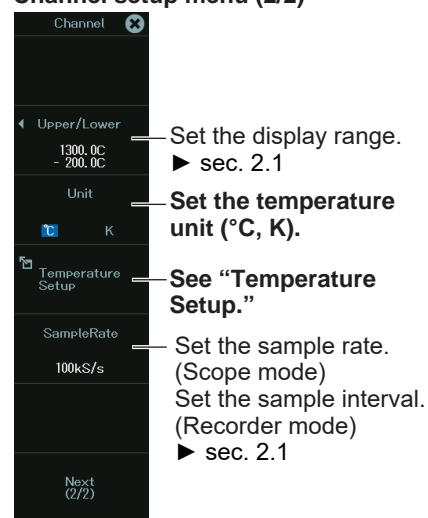 Channel setup menu (2/2)
Channel
Upper/Lower
1300.0C
- 200.0C
Set the display range.
► sec. 2.1
Unit
℃ K
Set the temperature
unit (°C, K).
Temperature
Setup
See “Temperature
Setup.”
SampleRate
100kS/s
Set the sample rate.
(Scope mode)
Set the sample interval.
(Recorder mode)
► sec. 2.1
Next
(2/2)